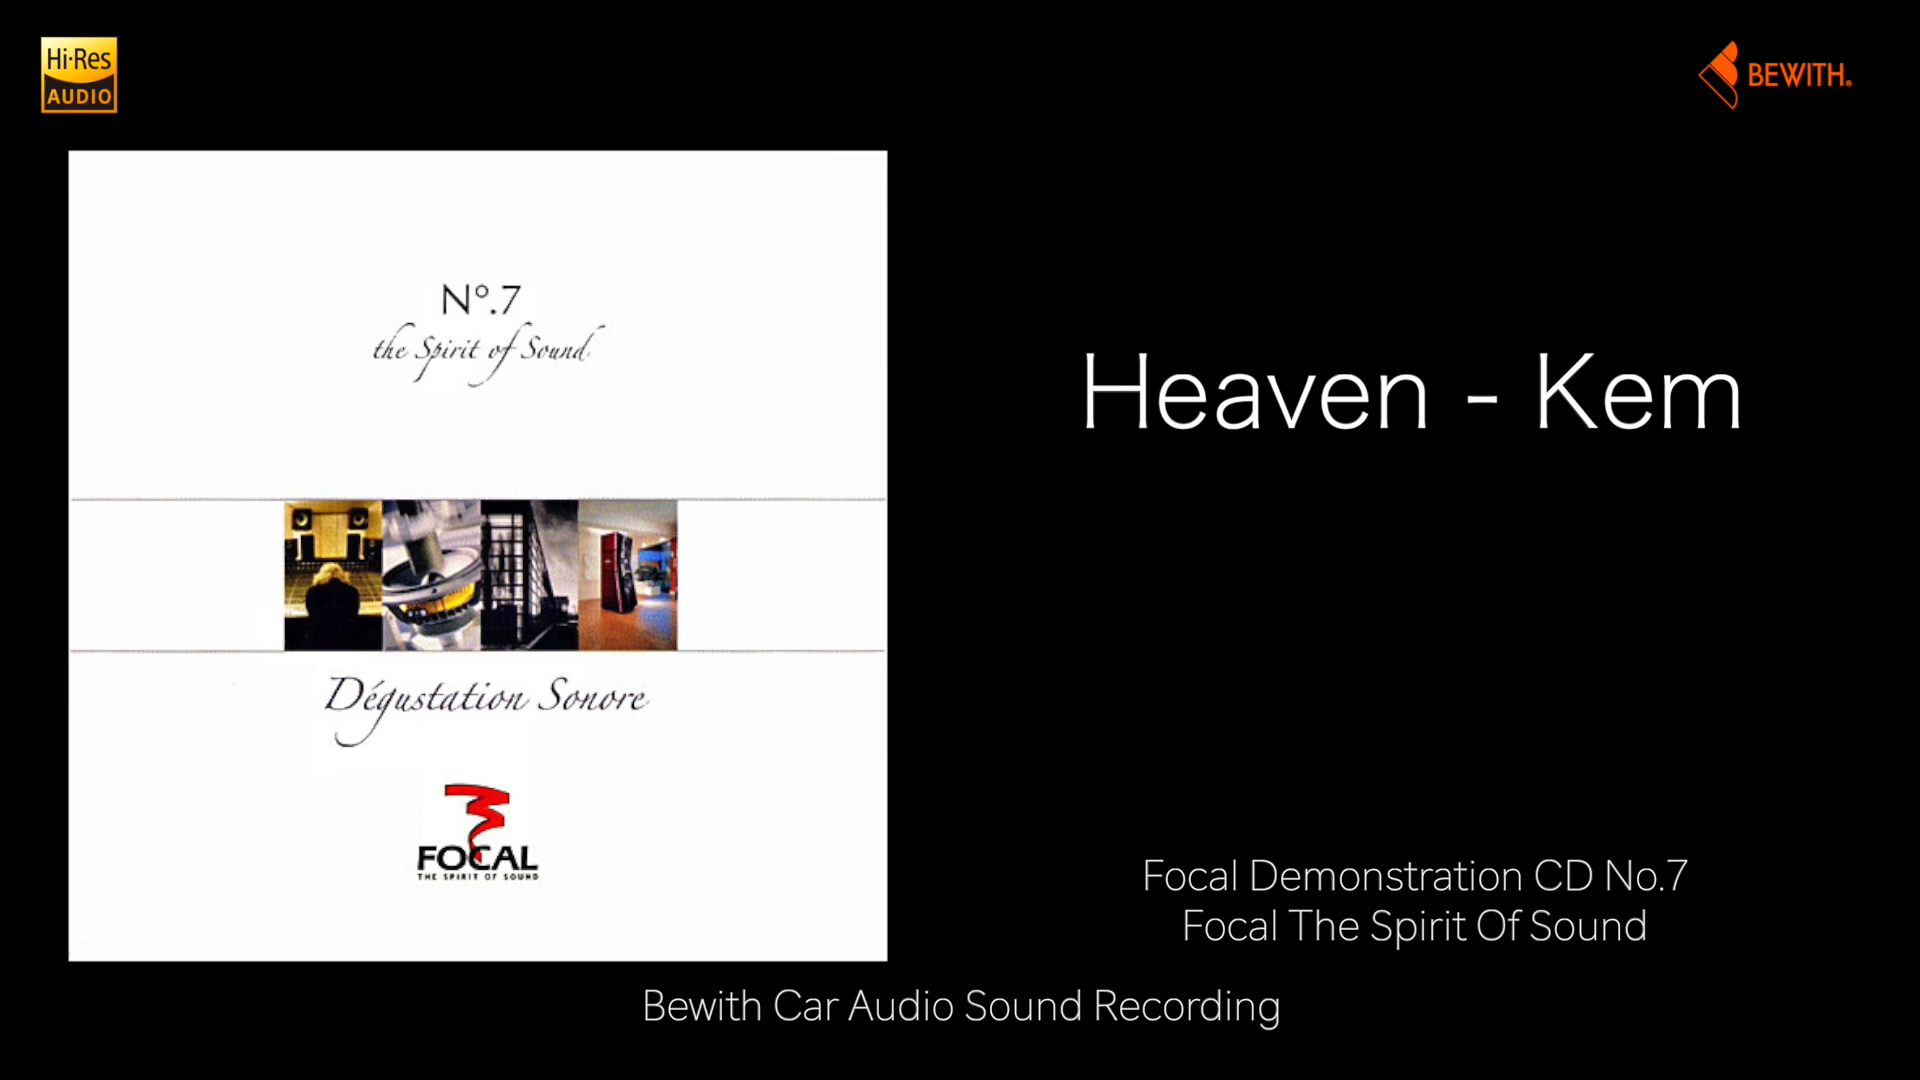 Hi·Res
AUDIO
BEWITH®
Nº.7
the Spirit of Sound
Heaven - Kem
Dégustation Sonore
FOCAL
THE SPIRIT OF SOUND
Focal Demonstration CD No.7
Focal The Spirit Of Sound
Bewith Car Audio Sound Recording